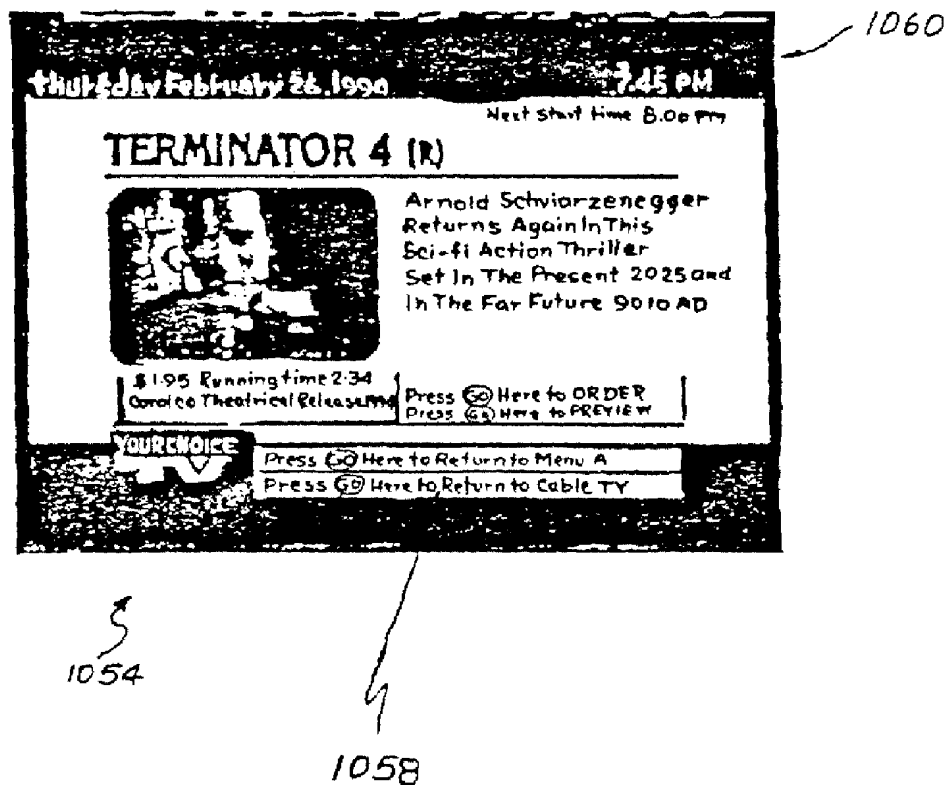 1060
Thursday February 26, 1990
7.45 PM
Next start time 8.00 PM
TERMINATOR 4 (R)
Arnold Schwarzenegger
Returns Again In This
Sci-fi Action Thriller
Set In The Present 2025 and
In The Far Future 9010 AD
$1.95 Running time 2.34
Carolco Theatrical Release
Press GO Here to ORDER
Press GO Here to PREVIEW
YOUR CHOICE
TV
Press GO Here to Return to Menu A
Press GO Here to Return to Cable TV
1054
1058